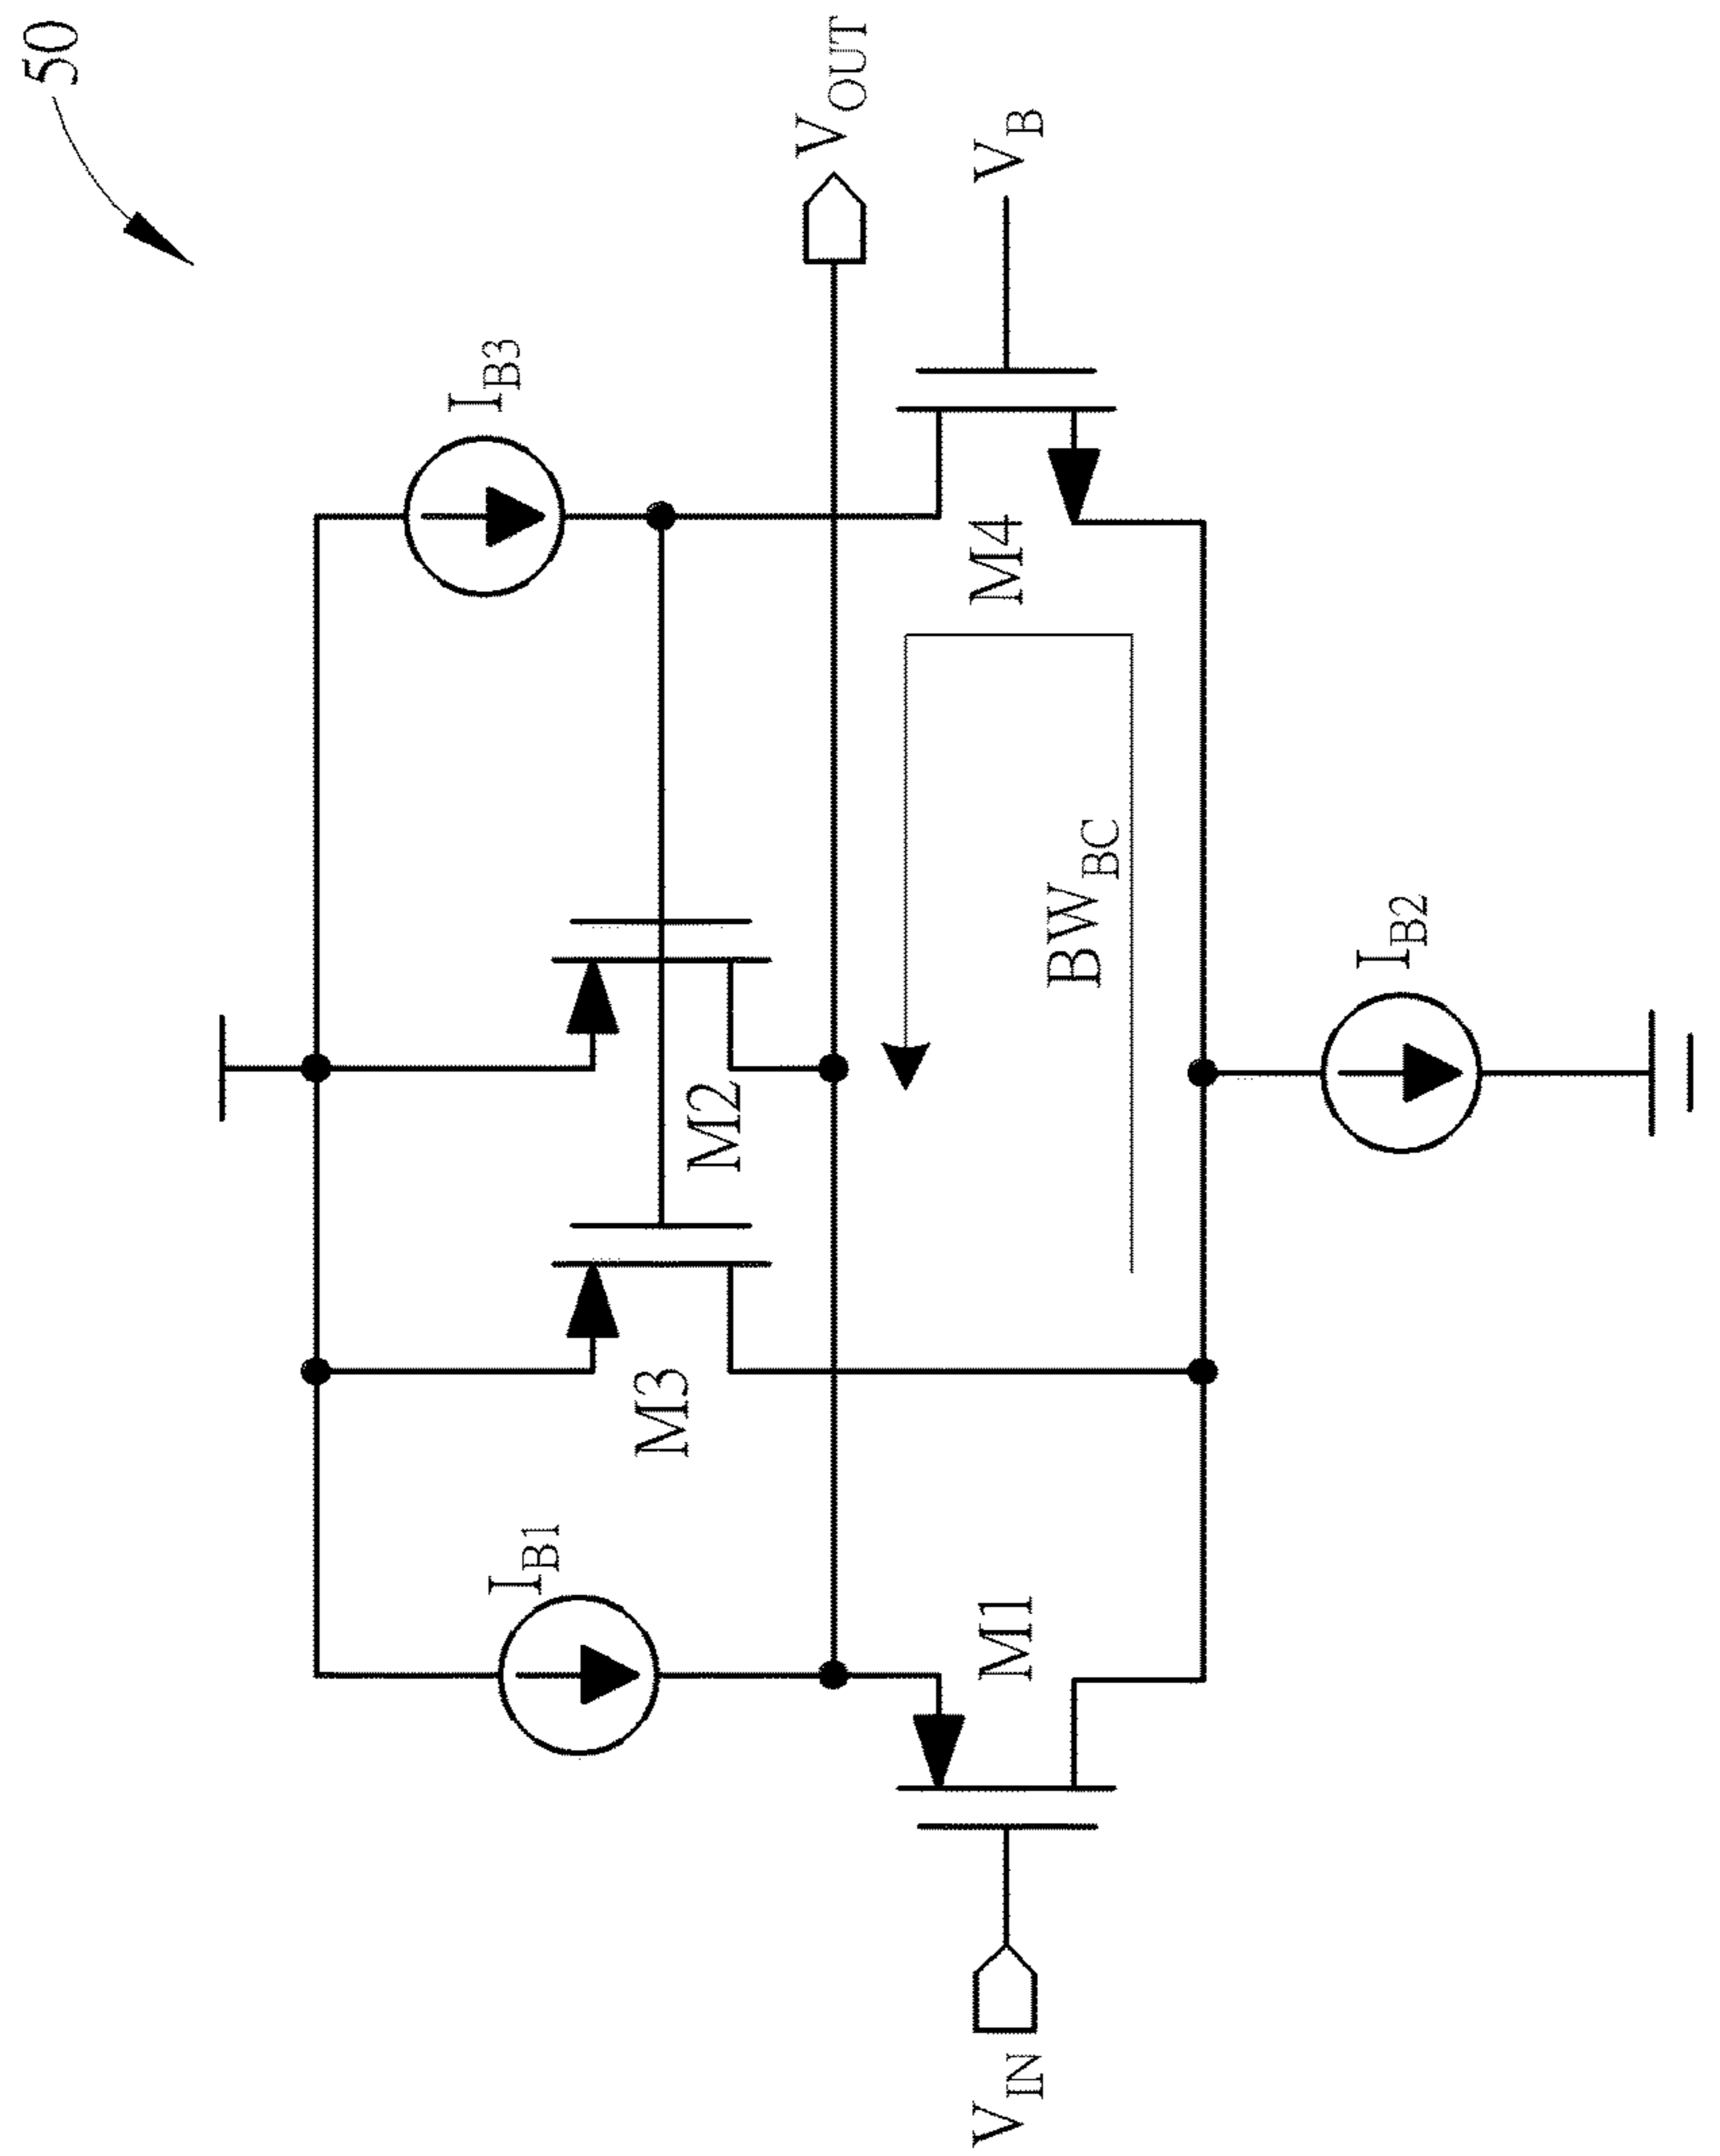 50
I_B3
V_OUT
V_B
M4
M2
BW_BC
I_B2
M3
I_B1
M1
V_IN